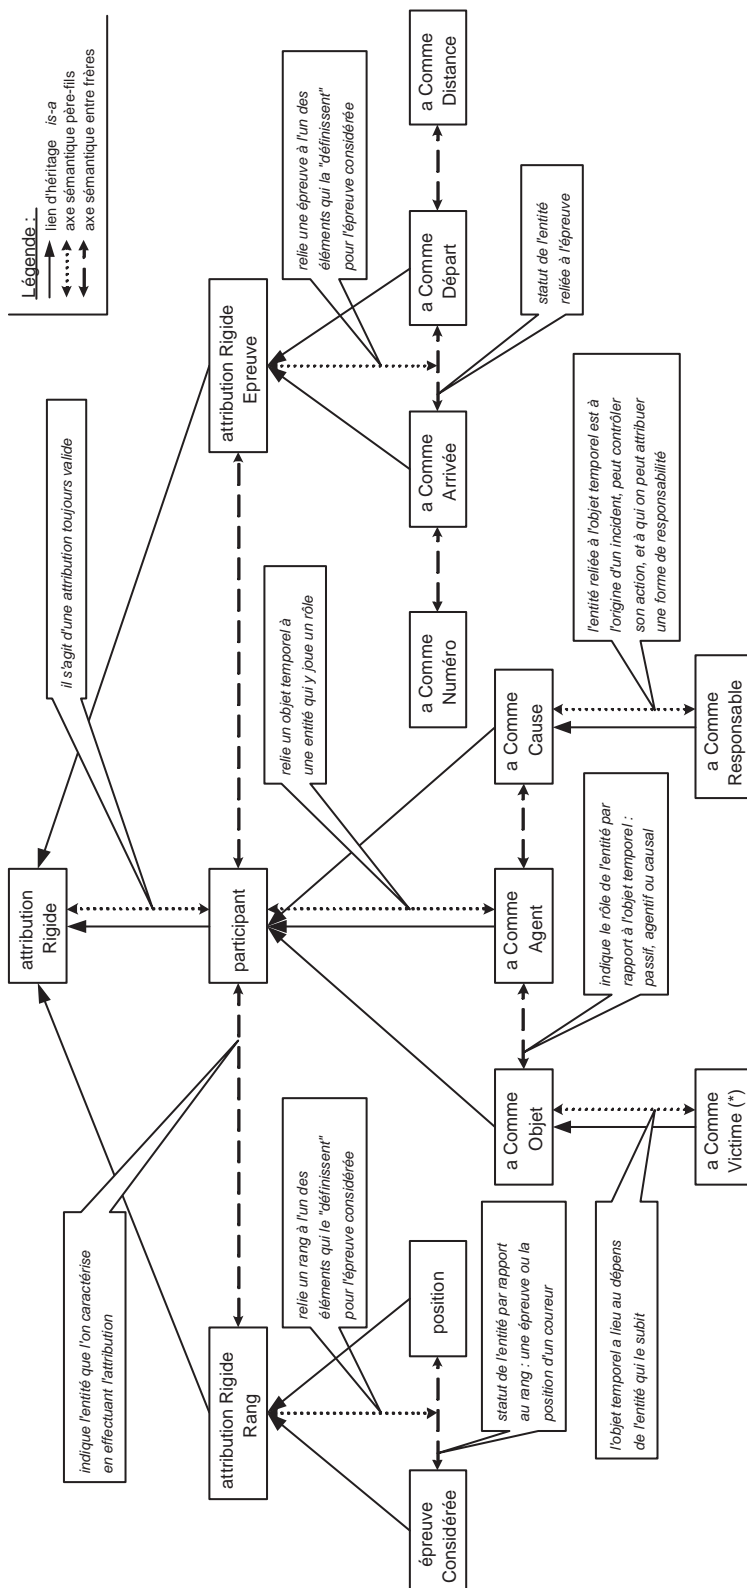 Légende :
lien d'héritage is-a
axe sémantique père-fils
axe sémantique entre frères
attribution
Rigide
il s'agit d'une attribution toujours valide
indique l'entité que l'on caractérise
en effectuant l'attribution
attribution Rigide
Rang
participant
attribution Rigide
Epreuve
relie un rang à l'un des
éléments qui le "définissent"
pour l'épreuve considérée
relie un objet temporel à
une entité qui y joue un rôle
relie une épreuve à l'un des
éléments qui la "définissent"
pour l'épreuve considérée
épreuve
Considérée
position
a Comme
Numéro
a Comme
Arrivée
a Comme
Départ
a Comme
Distance
statut de l'entité par rapport
au rang : une épreuve ou la
position d'un coureur
a Comme
Objet
a Comme
Agent
a Comme
Cause
statut de l'entité
reliée à l'épreuve
l'objet temporel a lieu au dépens
de l'entité qui le subit
indique le rôle de l'entité par
rapport à l'objet temporel :
passif, agentif ou causal
l'entité reliée à l'objet temporel est à
l'origine d'un incident, peut contrôler
son action, et à qui on peut attribuer
une forme de responsabilité
a Comme
Victime (*)
a Comme
Responsable